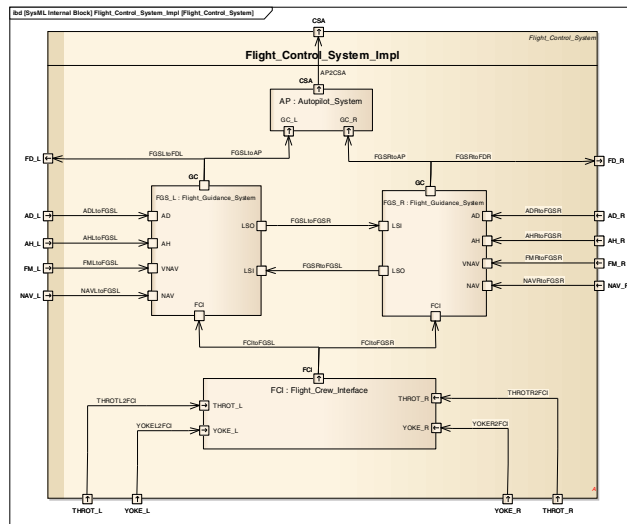 ibd [SysML Internal Block] Flight_Control_System_Impl [Flight_Control_System]
CSA
Flight_Control_System
Flight_Control_System_Impl
AP2CSA
CSA
AP : Autopilot_System
GC_L
GC_R
FGSLtoFDL
FGSLtoAP
FGSRtoAP
FGSRtoFDR
FD_L
FD_R
GC
GC
FGS_L : Flight_Guidance_System
FGS_R : Flight_Guidance_System
AD_L
ADLtoFGSL
AD
LSO
FGSLtoFGSR
LSI
AD
ADRtoFGSR
AD_R
AH_L
AHLtoFGSL
AH
AH
AHRtoFGSR
AH_R
FM_L
FMLtoFGSL
VNAV
LSI
FGSRtoFGSL
LSO
VNAV
FMRtoFGSR
FM_R
NAV_L
NAVLtoFGSL
NAV
NAV
NAVRtoFGSR
NAV_R
FCI
FCI
FCItoFGSL
FCItoFGSR
FCI
FCI : Flight_Crew_Interface
THROTL2FCI
THROT_L
THROT_R
THROTR2FCI
YOKEL2FCI
YOKE_L
YOKE_R
YOKER2FCI
A
THROT_L
YOKE_L
YOKE_R
THROT_R